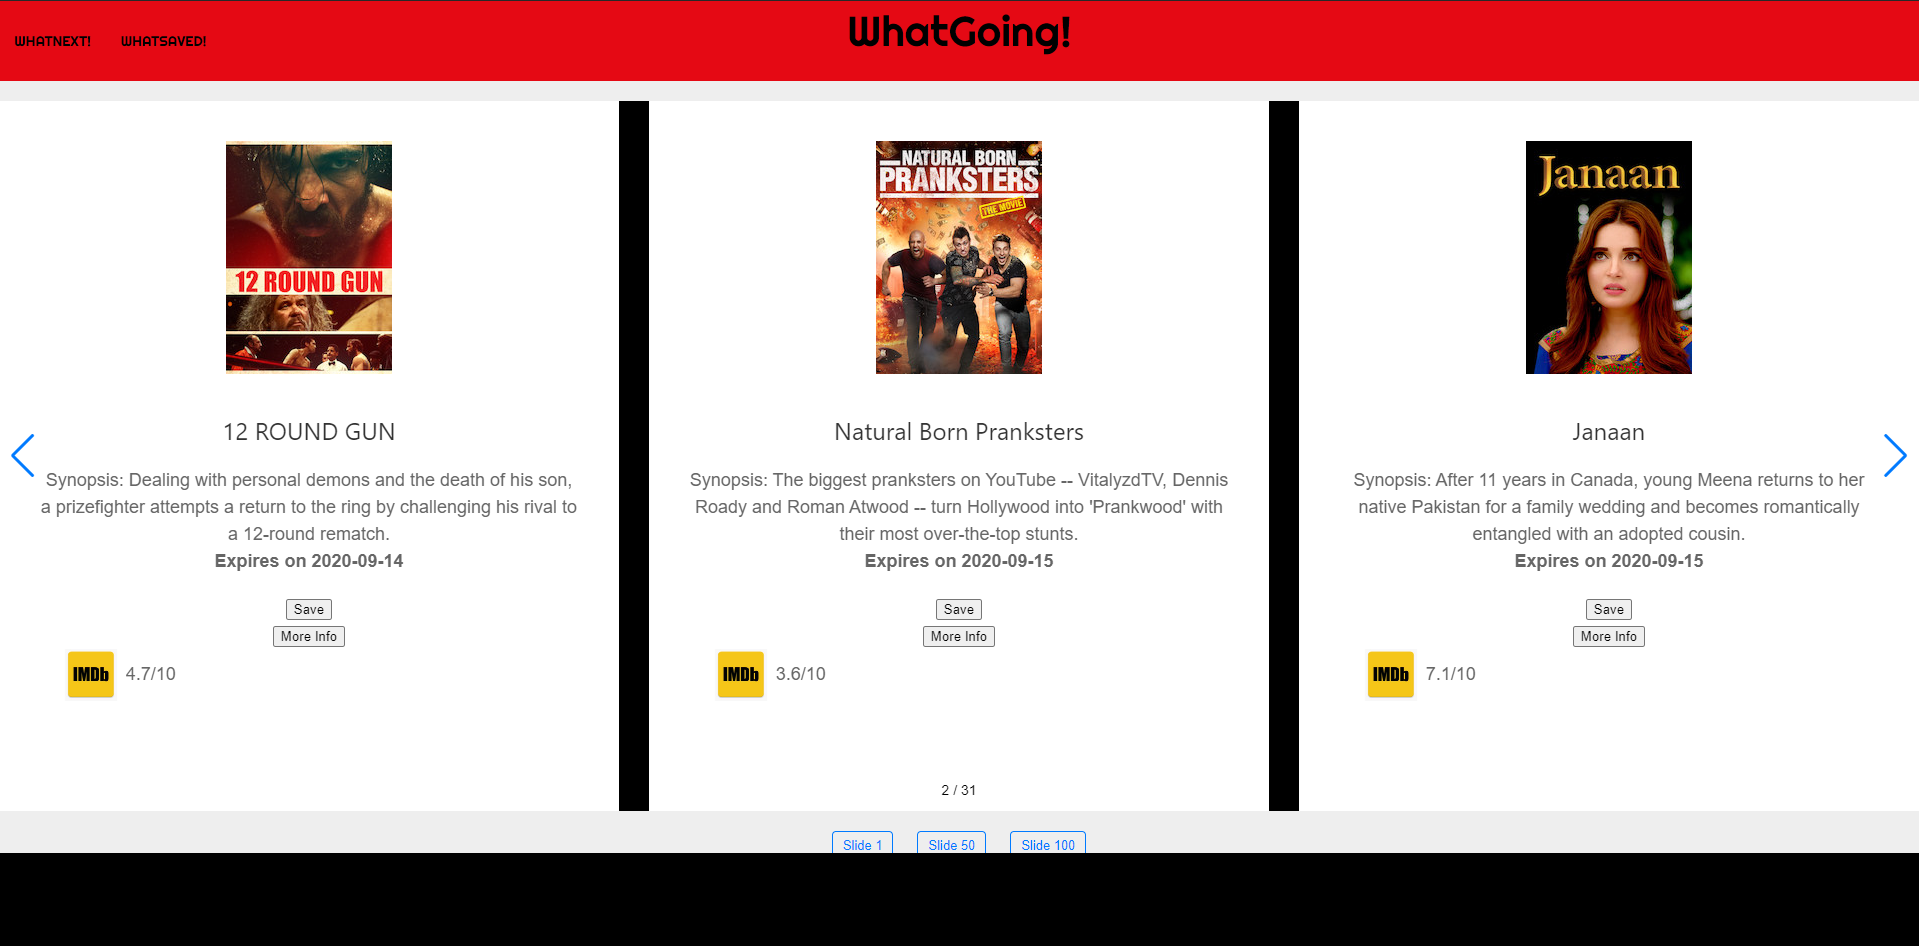 WHATNEXT! WHATSAVED! WhatGoing!
12 ROUND GUN
NATURAL BORN
PRANKSTERS
THE MOVIE
Janaan
12 ROUND GUN
Synopsis: Dealing with personal demons and the death of his son,
a prizefighter attempts a return to the ring by challenging his rival to
a 12-round rematch.
Expires on 2020-09-14
Save
More Info
IMDb 4.7/10
Natural Born Pranksters
Synopsis: The biggest pranksters on YouTube -- VitalyzdTV, Dennis
Roady and Roman Atwood -- turn Hollywood into 'Prankwood' with
their most over-the-top stunts.
Expires on 2020-09-15
Save
More Info
IMDb 3.6/10
Janaan
Synopsis: After 11 years in Canada, young Meena returns to her
native Pakistan for a family wedding and becomes romantically
entangled with an adopted cousin.
Expires on 2020-09-15
Save
More Info
IMDb 7.1/10
2 / 31
Slide 1 Slide 50 Slide 100